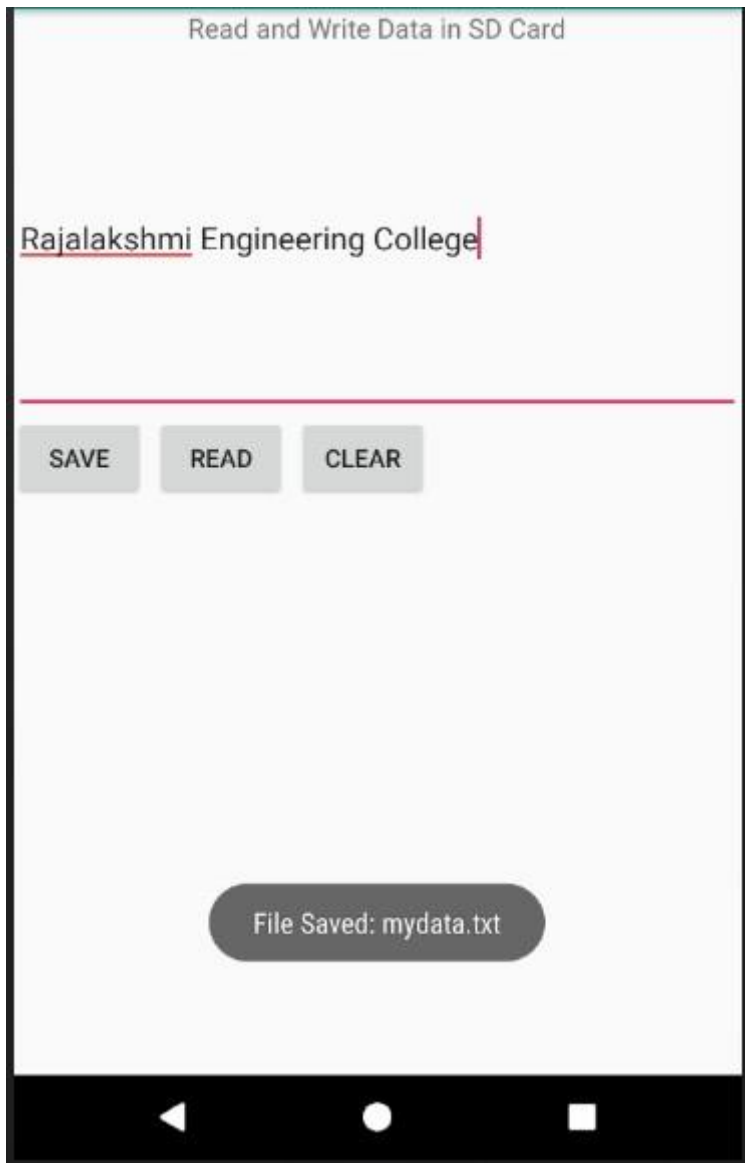 Read and Write Data in SD Card
Rajalakshmi Engineering College
SAVE READ CLEAR
File Saved: mydata.txt